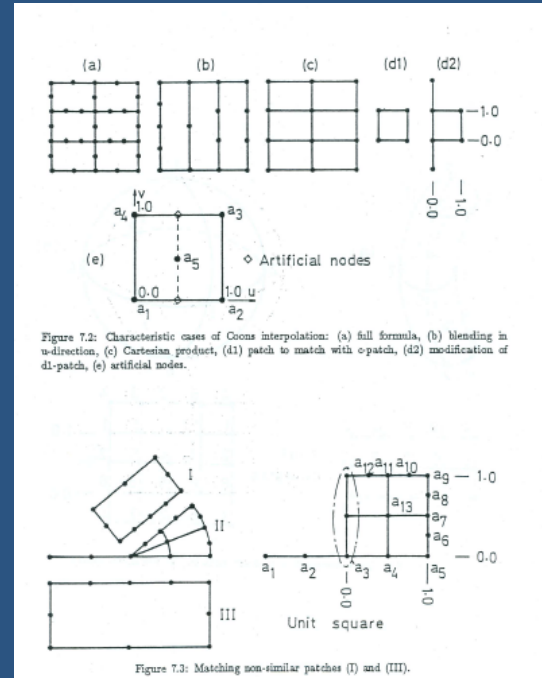 (a) (b) (c) (d1) (d2)
1.0
0.0
0.0
1.0
v
a4 1.0 a3
(e) a5 ◇ Artificial nodes
0.0 1.0 u
a1 a2
Figure 7.2: Characteristic cases of Coons interpolation: (a) full formula, (b) blending in
u-direction, (c) Cartesian product, (d1) patch to match with c-patch, (d2) modification of
d1-patch, (e) artificial nodes.
I
II
III
a12 a11 a10 a9 1.0
a8
a13 a7
a6
0.0
a1 a2 a3 a4 a5
0.0
1.0
Unit square
Figure 7.3: Matching non-similar patches (I) and (III).